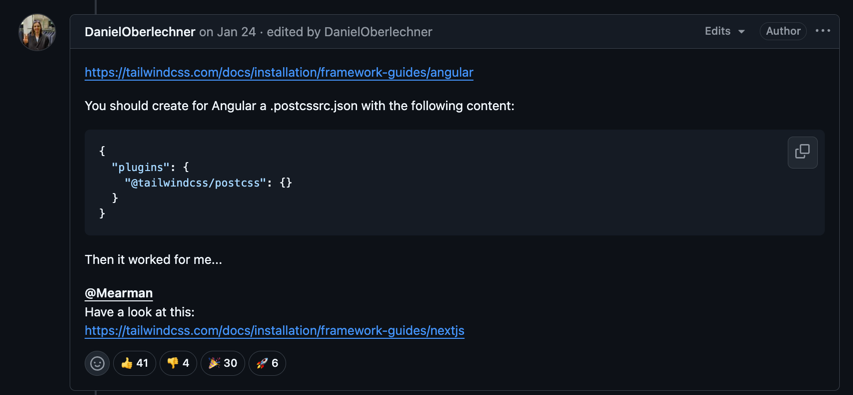 DanielOberlechner on Jan 24 · edited by DanielOberlechner Edits Author
https://tailwindcss.com/docs/installation/framework-guides/angular
You should create for Angular a .postcssrc.json with the following content:
{
  "plugins": {
    "@tailwindcss/postcss": {}
  }
}
Then it worked for me...
@Mearman
Have a look at this:
https://tailwindcss.com/docs/installation/framework-guides/nextjs
👍 41 👎 4 🎉 30 🚀 6